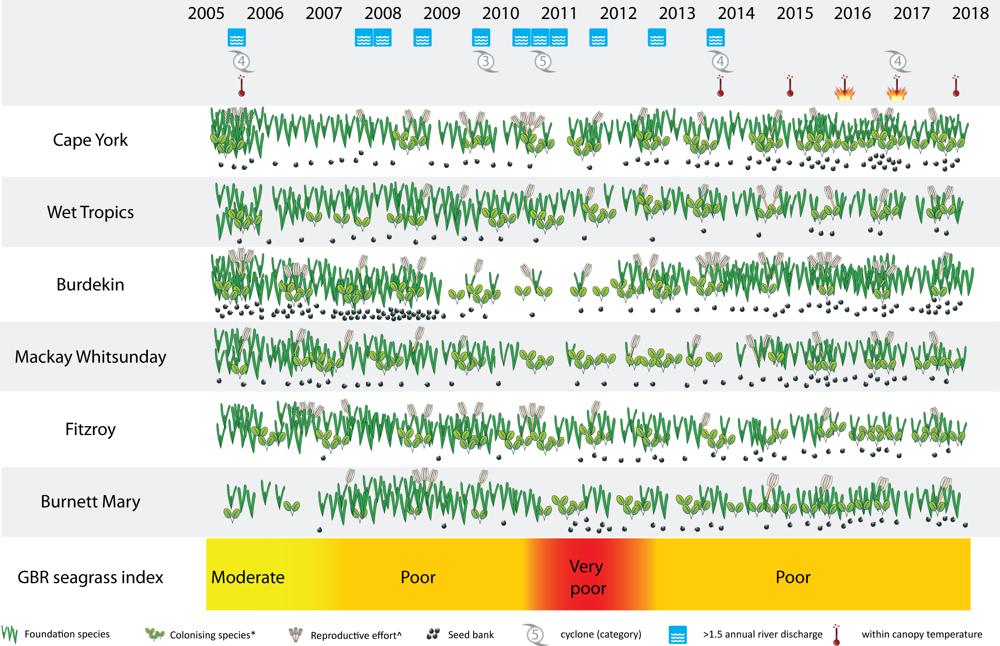 2005 2006 2007 2008 2009 2010 2011 2012 2013 2014 2015 2016 2017 2018
4 3 5 4 4
Cape York
Wet Tropics
Burdekin
Mackay Whitsunday
Fitzroy
Burnett Mary
GBR seagrass index Moderate Poor Very poor Poor
Foundation species Colonising species* Reproductive effort^ Seed bank 5 cyclone (category) >1.5 annual river discharge within canopy temperature